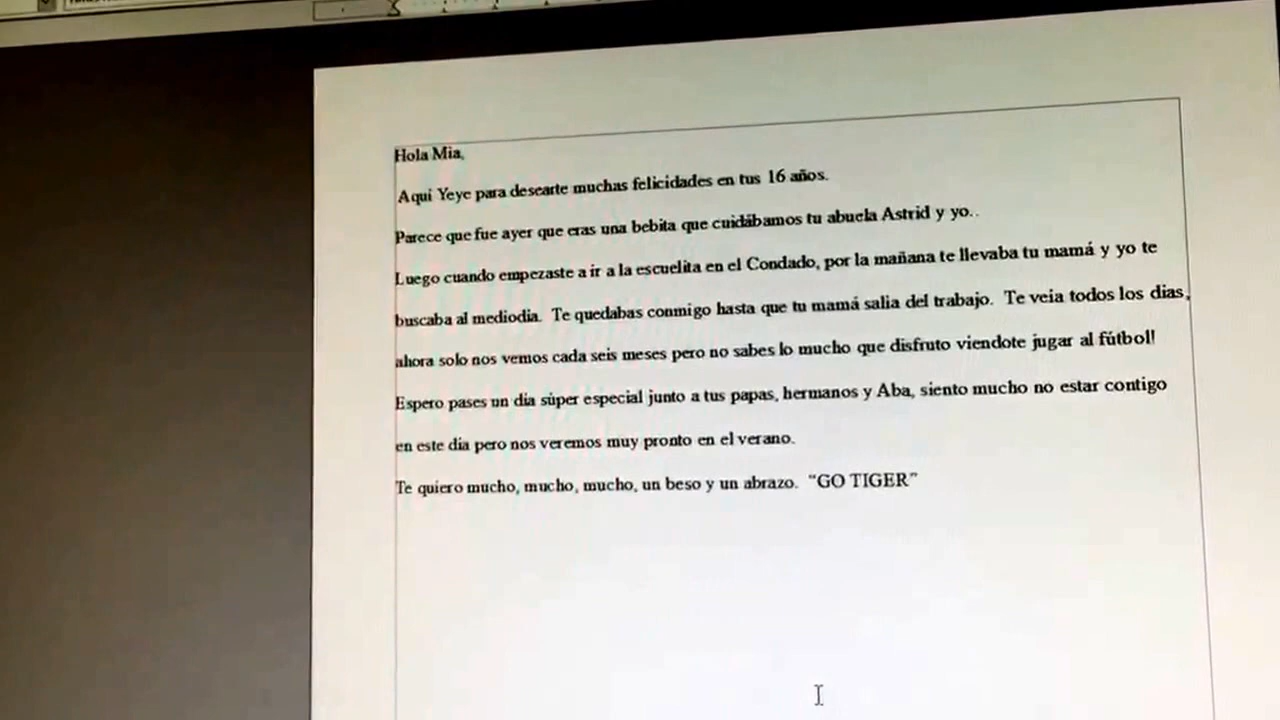 Hola Mia,
Aqui Yeye para desearte muchas felicidades en tus 16 años.
Parece que fue ayer que eras una bebita que cuidábamos tu abuela Astrid y yo..
Luego cuando empezaste a ir a la escuelita en el Condado, por la mañana te llevaba tu mamá y yo te
buscaba al mediodia. Te quedabas conmigo hasta que tu mamá salia del trabajo. Te veia todos los dias,
ahora solo nos vemos cada seis meses pero no sabes lo mucho que disfruto viendote jugar al fútbol!
Espero pases un dia súper especial junto a tus papas, hermanos y Aba, siento mucho no estar contigo
en este dia pero nos veremos muy pronto en el verano.
Te quiero mucho, mucho, mucho, un beso y un abrazo. “GO TIGER”